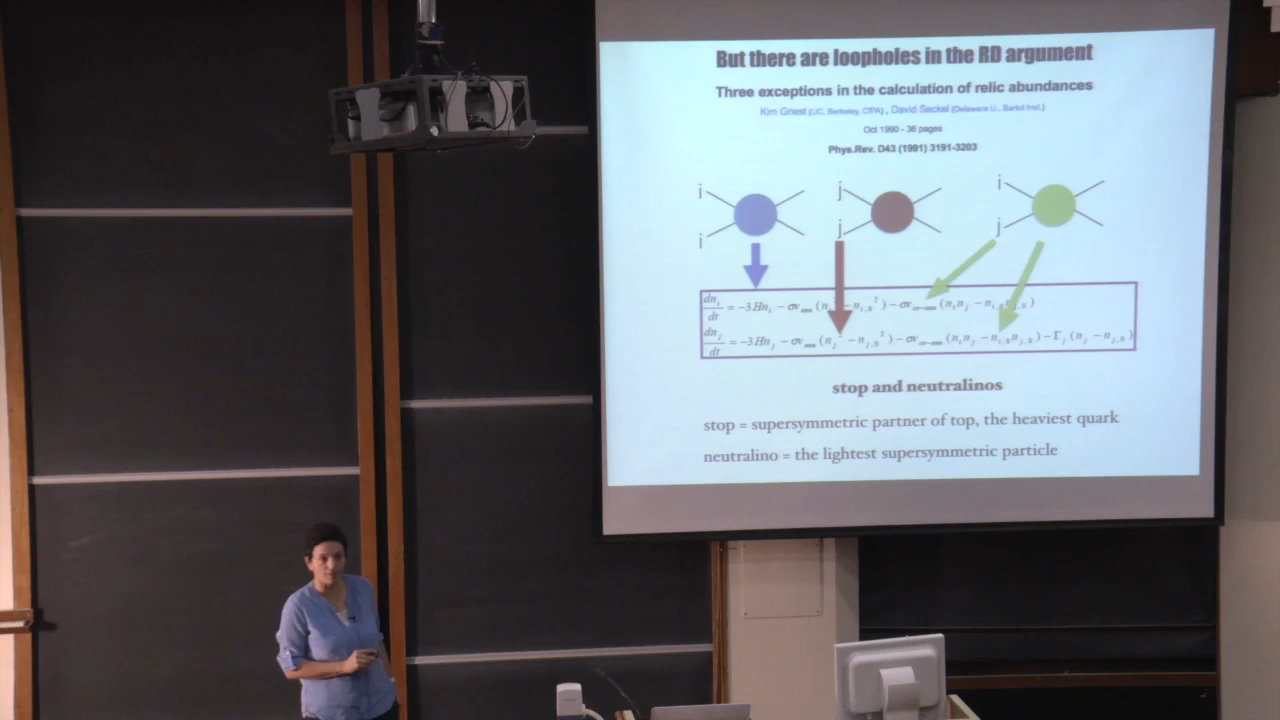 But there are loopholes in the RD argument
Three exceptions in the calculation of relic abundances
Kim Griest (UC, Berkeley, CfPA), David Seckel (Delaware U., Bartol Inst.)
Oct 1990 - 36 pages
Phys.Rev. D43 (1991) 3191-3203
i j i
i j j
stop and neutralinos
stop = supersymmetric partner of top, the heaviest quark
neutralino = the lightest supersymmetric particle